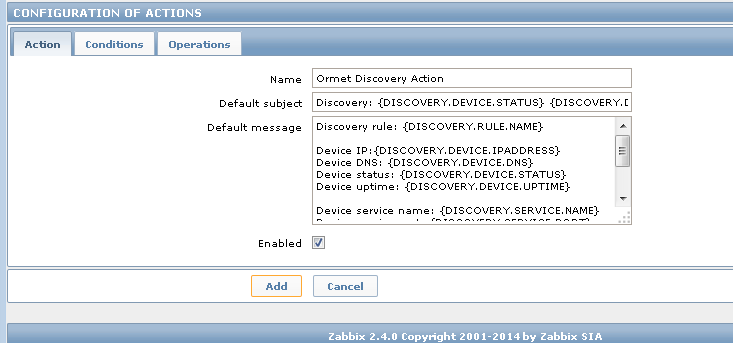 CONFIGURATION OF ACTIONS
Action Conditions Operations
Name Ormet Discovery Action
Default subject Discovery: {DISCOVERY.DEVICE.STATUS} {DISCOVERY.D
Default message Discovery rule: {DISCOVERY.RULE.NAME}
Device IP:{DISCOVERY.DEVICE.IPADDRESS}
Device DNS: {DISCOVERY.DEVICE.DNS}
Device status: {DISCOVERY.DEVICE.STATUS}
Device uptime: {DISCOVERY.DEVICE.UPTIME}
Device service name: {DISCOVERY.SERVICE.NAME}
Enabled
Add Cancel
Zabbix 2.4.0 Copyright 2001-2014 by Zabbix SIA